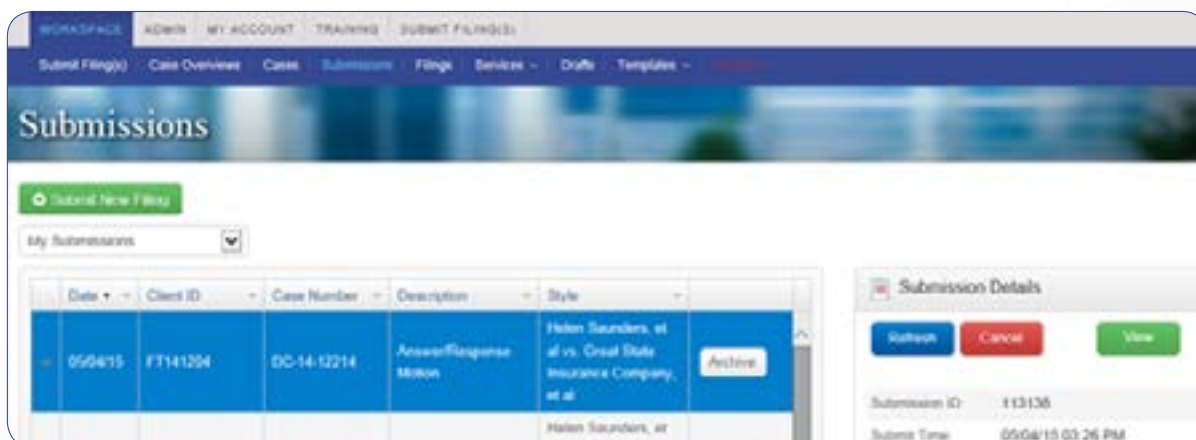 WORKSPACE ADMIN MY ACCOUNT TRAINING SUBMIT FILING(S)
Submit Filing(s) Case Overviews Cases Submissions Filings Services Drafts Templates
Submissions
Submit New Filing
My Submissions
Date Client ID Case Number Description Style
05/04/15 FT141204 DC-14-12214 Answer/Response
Motion
Helen Saunders, et
al vs. Great State
Insurance Company,
et al
Archive
Helen Saunders, et
Submission Details
Refresh Cancel View
Submission ID: 113138
Submit Time: 05/04/15 03:26 PM